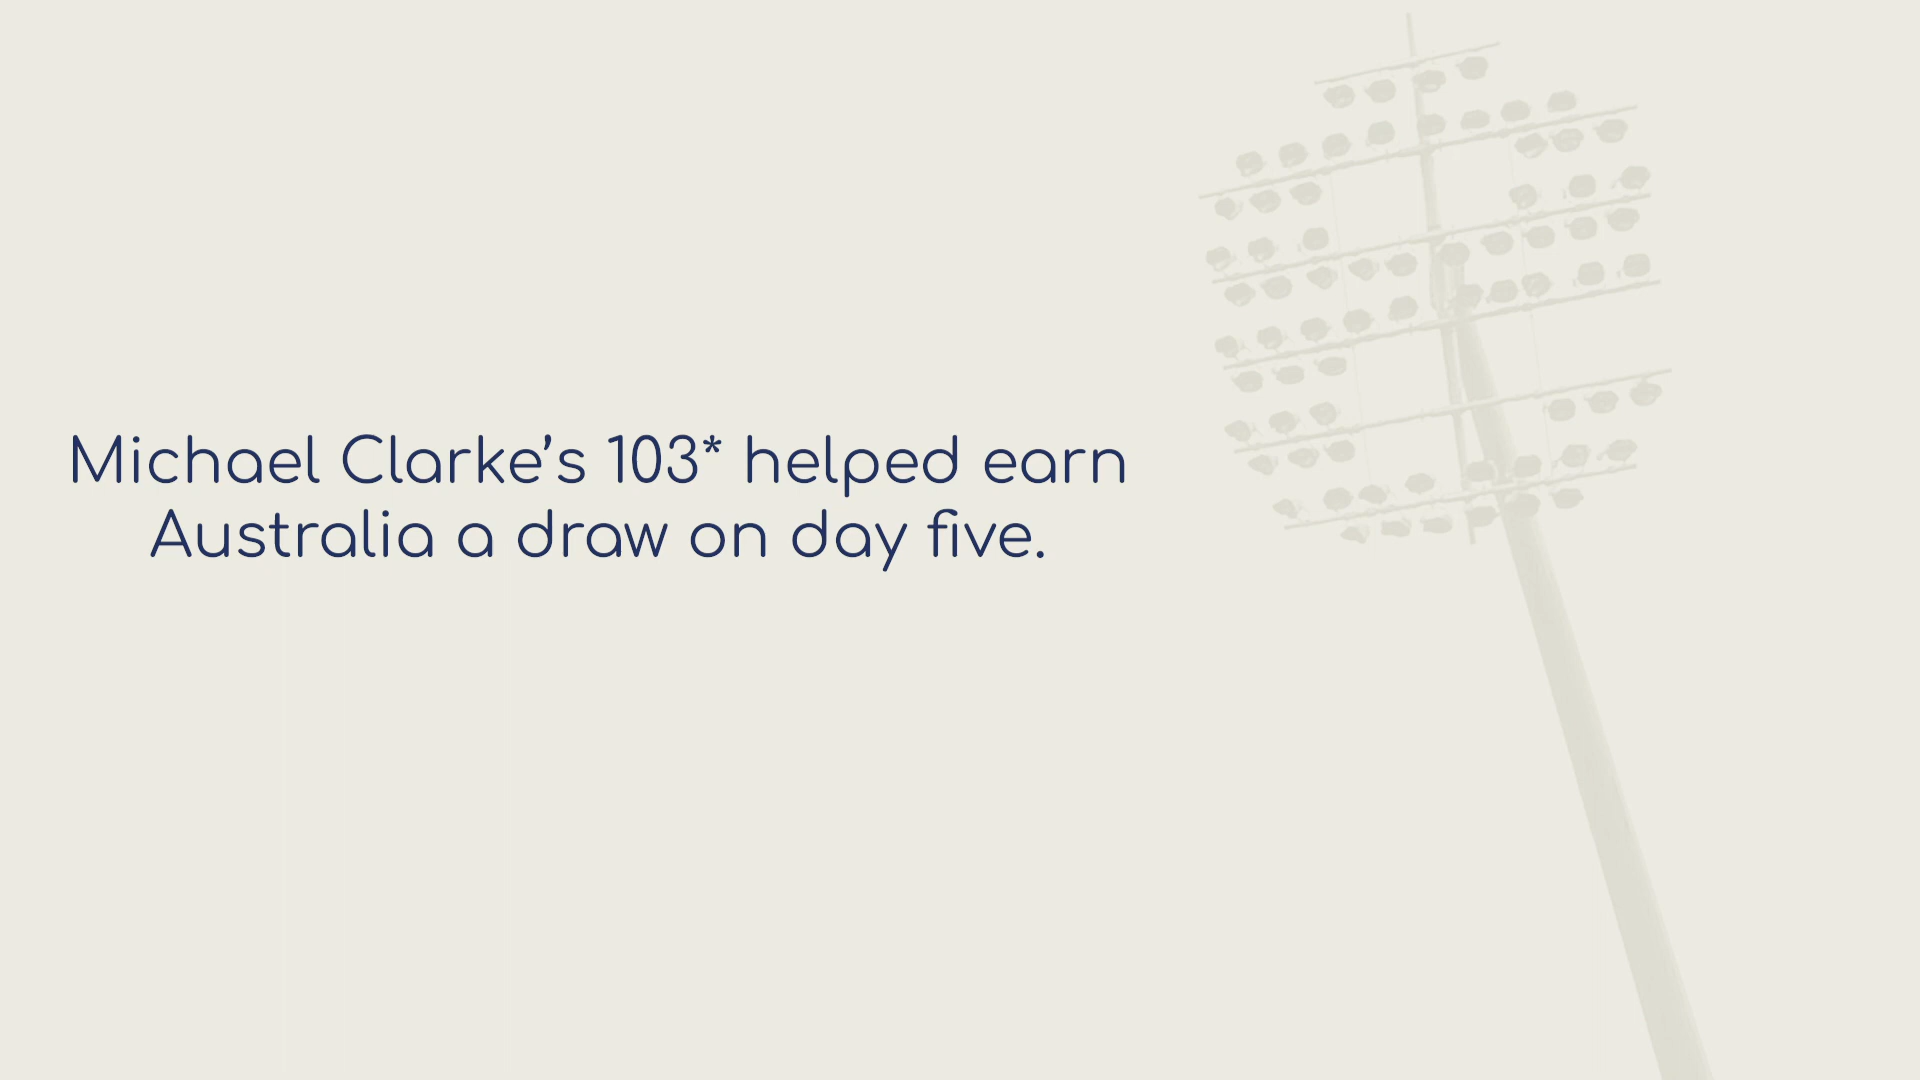 Michael Clarke’s 103* helped earn
Australia a draw on day five.